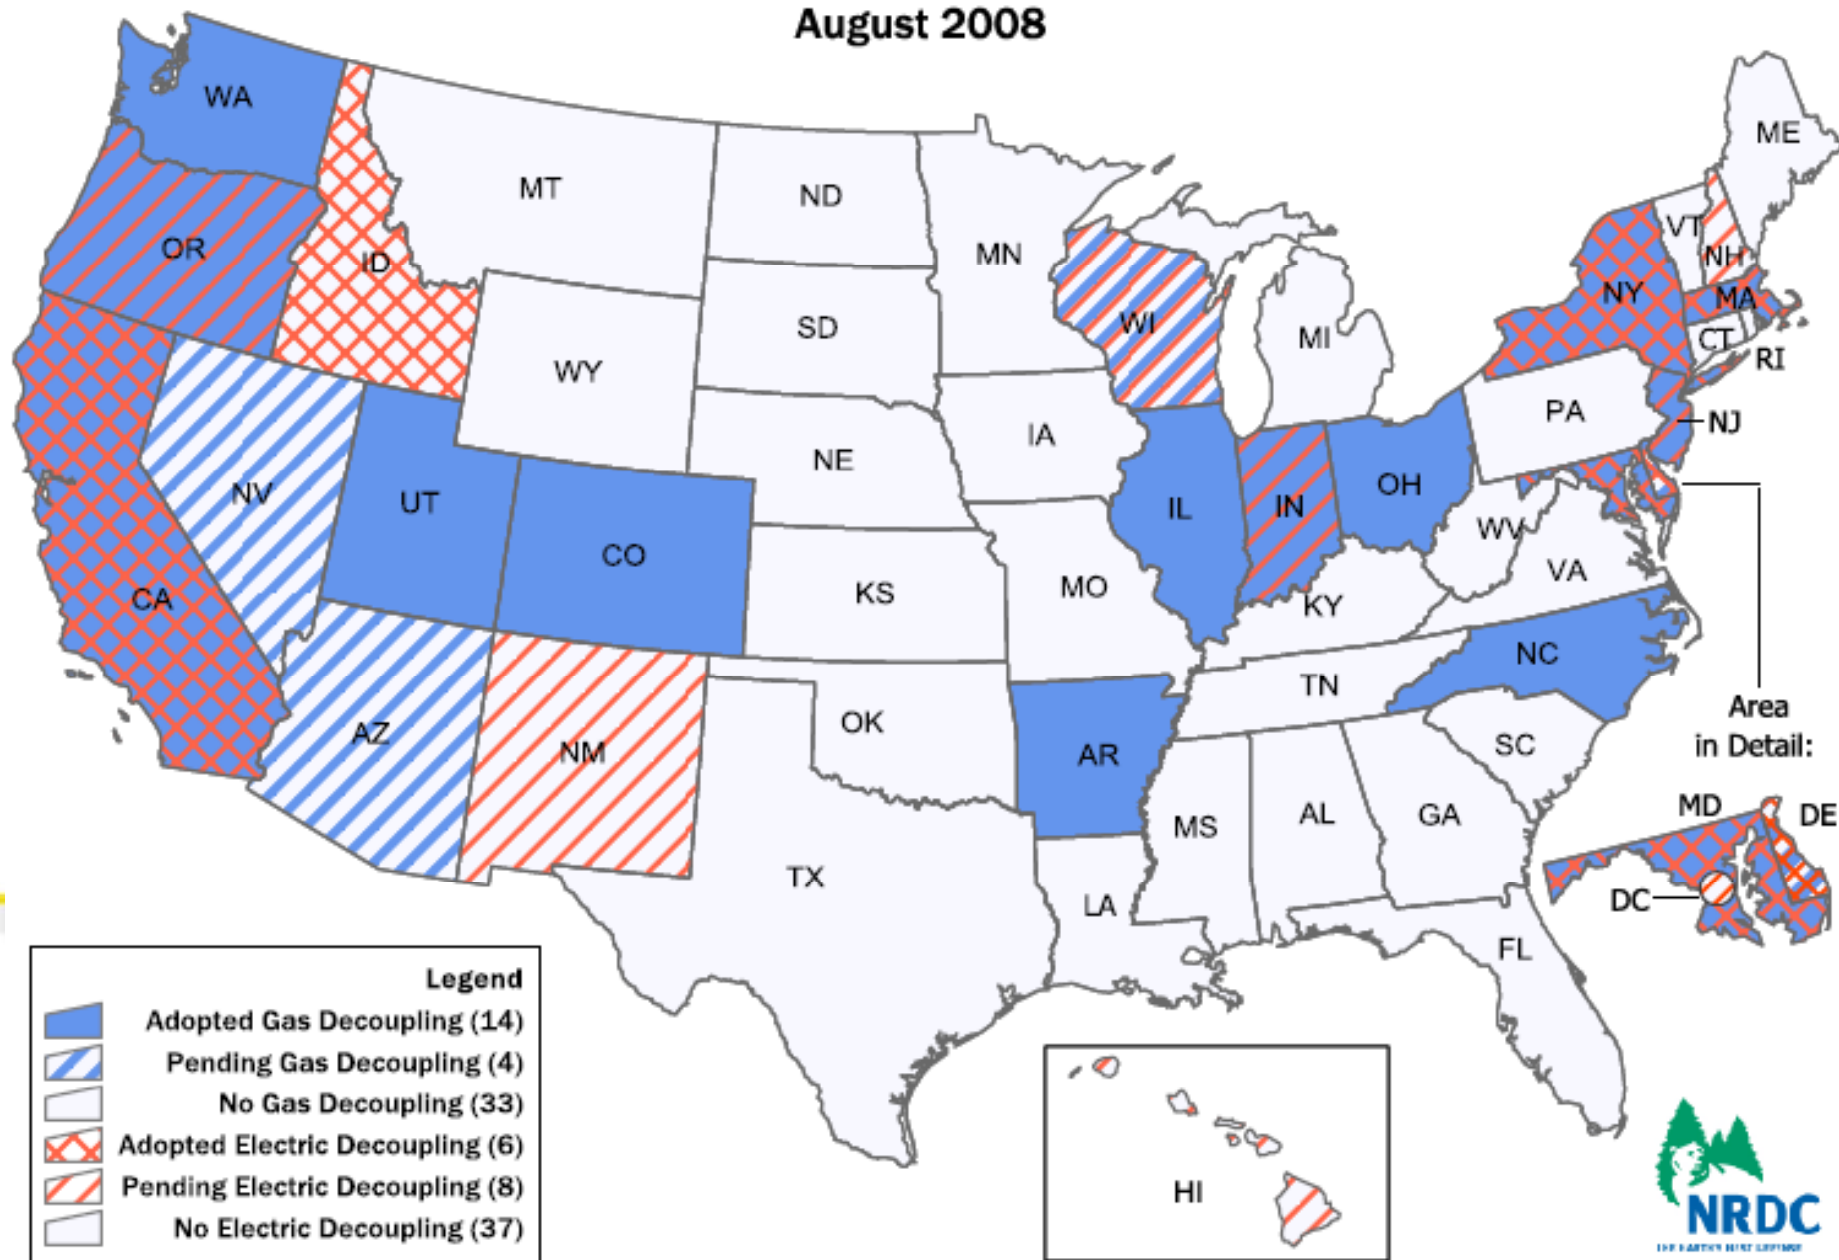 August 2008
WA
MT
ND
MN
ME
OR
ID
SD
WI
MI
VT
NH
NY
MA
CT
RI
WY
IA
PA
NJ
NE
NV
UT
CO
IL
IN
OH
WV
VA
KS
MO
KY
CA
NC
TN
AZ
NM
OK
AR
SC
MS
AL
GA
TX
LA
FL
Area
in Detail:
MD
DE
DC
HI
Legend
Adopted Gas Decoupling (14)
Pending Gas Decoupling (4)
No Gas Decoupling (33)
Adopted Electric Decoupling (6)
Pending Electric Decoupling (8)
No Electric Decoupling (37)
NRDC
THE EARTH'S BEST DEFENSE